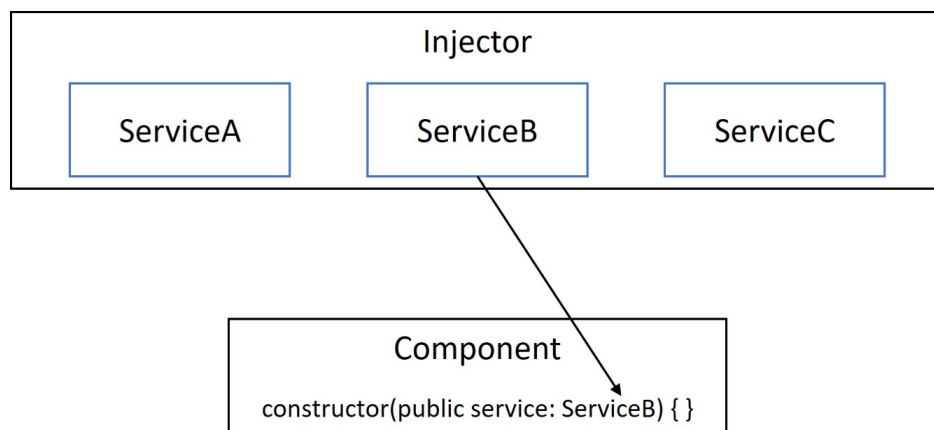 Injector
ServiceA ServiceB ServiceC
Component
constructor(public service: ServiceB) { }